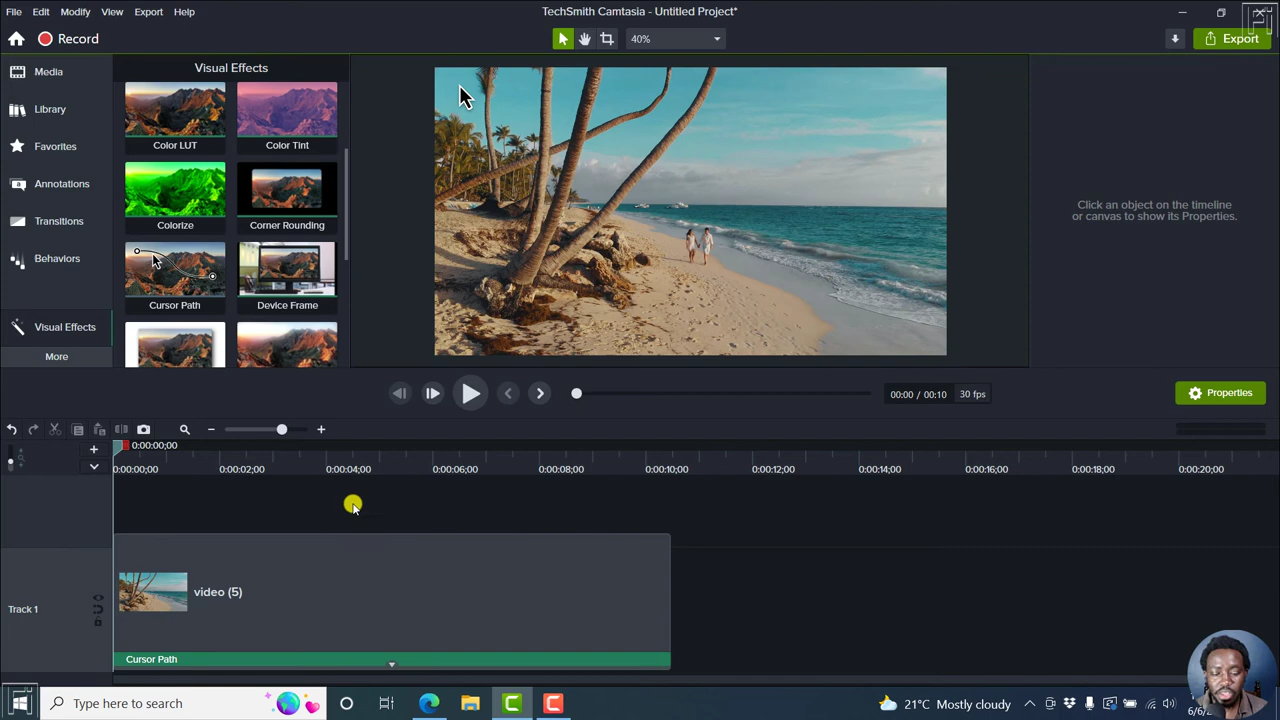 File Edit Modify View Export Help
TechSmith Camtasia - Untitled Project*
Record
40%
Export
Media
Library
Favorites
Annotations
Transitions
Behaviors
Visual Effects
More
Visual Effects
Color LUT
Color Tint
Colorize
Corner Rounding
Cursor Path
Device Frame
Click an object on the timeline
or canvas to show its Properties.
00:00 / 00:10
30 fps
Properties
0:00:00;00
0:00:00;00 0:00:02;00 0:00:04;00 0:00:06;00 0:00:08;00 0:00:10;00 0:00:12;00 0:00:14;00 0:00:16;00 0:00:18;00 0:00:20;00
Track 1
video (5)
Cursor Path
Type here to search
21°C Mostly cloudy